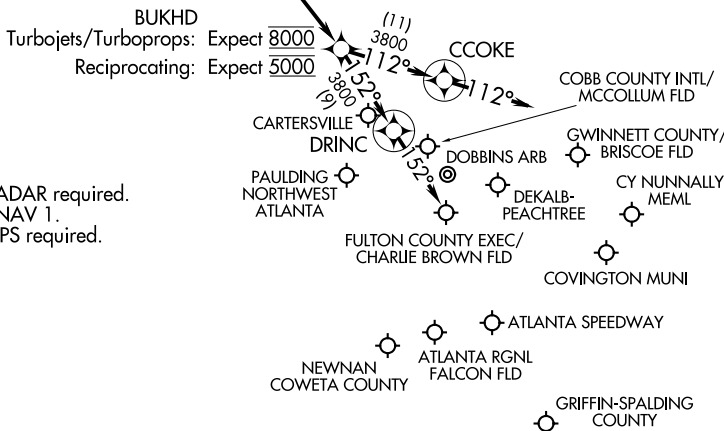 BUKHD
Turbojets/Turboprops: Expect 8000
Reciprocating: Expect 5000
(11)
3800
112°
CCOKE
112°
152°
3800
(9)
COBB COUNTY INTL/
MCCOLLUM FLD
CARTERSVILLE
DRINC
152°
DOBBINS ARB
GWINNETT COUNTY/
BRISCOE FLD
PAULDING
NORTHWEST
ATLANTA
DEKALB-
PEACHTREE
CY NUNNALLY
MEML
ADAR required.
NAV 1.
PS required.
FULTON COUNTY EXEC/
CHARLIE BROWN FLD
COVINGTON MUNI
ATLANTA SPEEDWAY
NEWNAN
COWETA COUNTY
ATLANTA RGNL
FALCON FLD
GRIFFIN-SPALDING
COUNTY